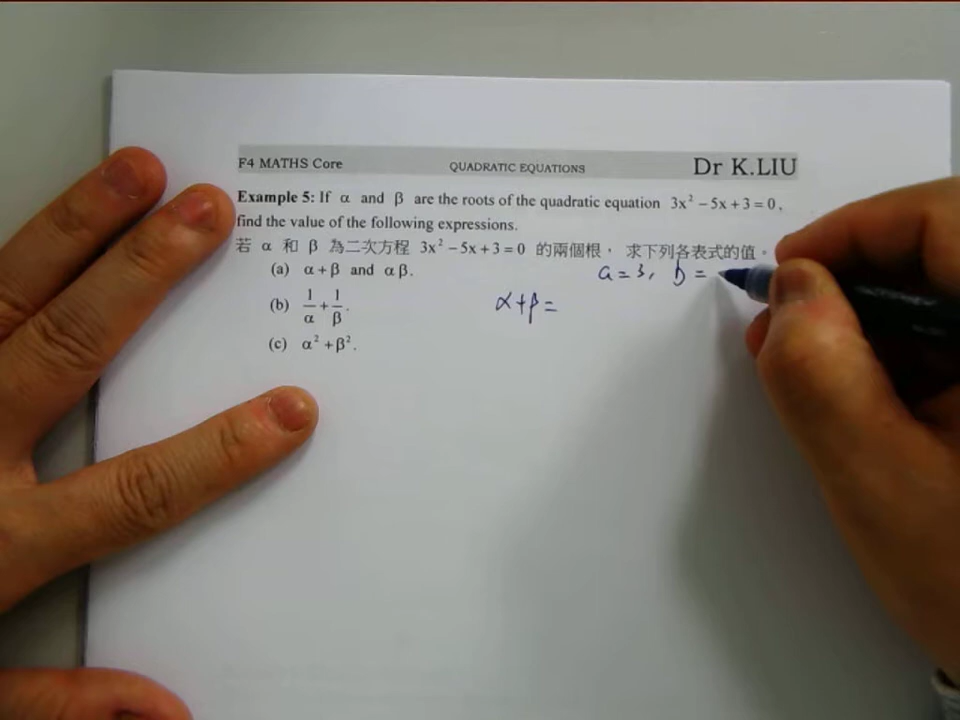 F4 MATHS Core QUADRATIC EQUATIONS Dr K.LIU
Example 5: If α and β are the roots of the quadratic equation 3x² − 5x + 3 = 0,
find the value of the following expressions.
若 α 和 β 為二次方程 3x² − 5x + 3 = 0 的兩個根， 求下列各表式的值。
(a) α + β and α β.
a = 3, b = -
(b) 1/α + 1/β.
α + β =
(c) α² + β².